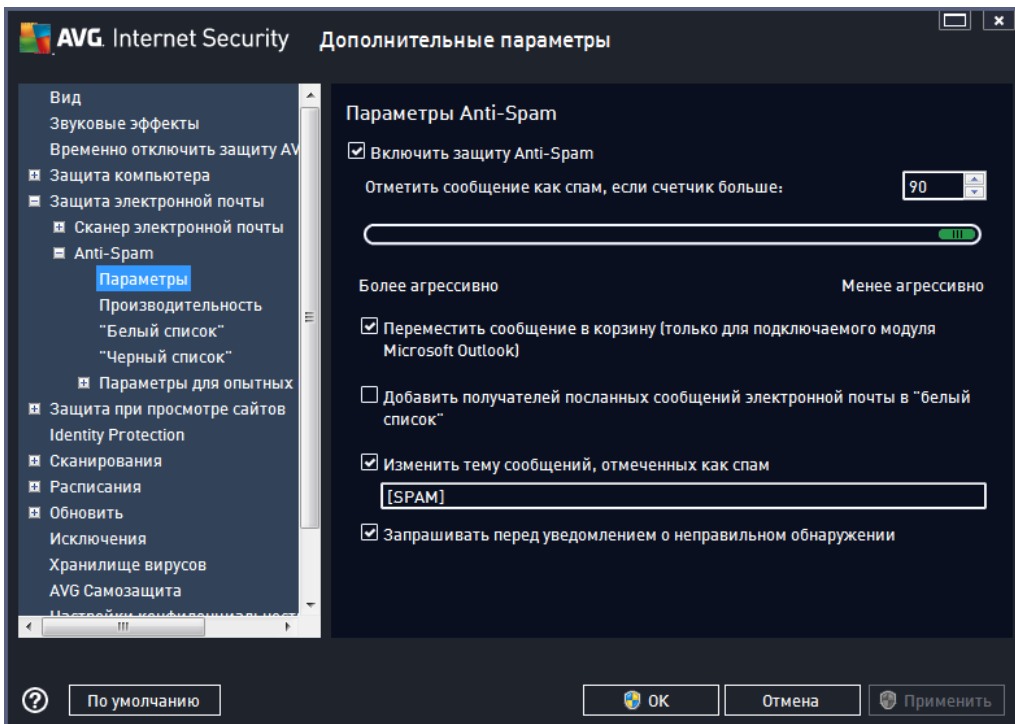 AVG. Internet Security
Дополнительные параметры
Вид
Звуковые эффекты
Временно отключить защиту AV
Защита компьютера
Защита электронной почты
Сканер электронной почты
Anti-Spam
Параметры
Производительность
"Белый список"
"Черный список"
Параметры для опытных
Защита при просмотре сайтов
Identity Protection
Сканирования
Расписания
Обновить
Исключения
Хранилище вирусов
AVG Самозащита
Настройки конфиденциальност
Параметры Anti-Spam
Включить защиту Anti-Spam
Отметить сообщение как спам, если счетчик больше:
90
Более агрессивно
Менее агрессивно
Переместить сообщение в корзину (только для подключаемого модуля
Microsoft Outlook)
Добавить получателей посланных сообщений электронной почты в "белый
список"
Изменить тему сообщений, отмеченных как спам
[SPAM]
Запрашивать перед уведомлением о неправильном обнаружении
По умолчанию
OK
Отмена
Применить